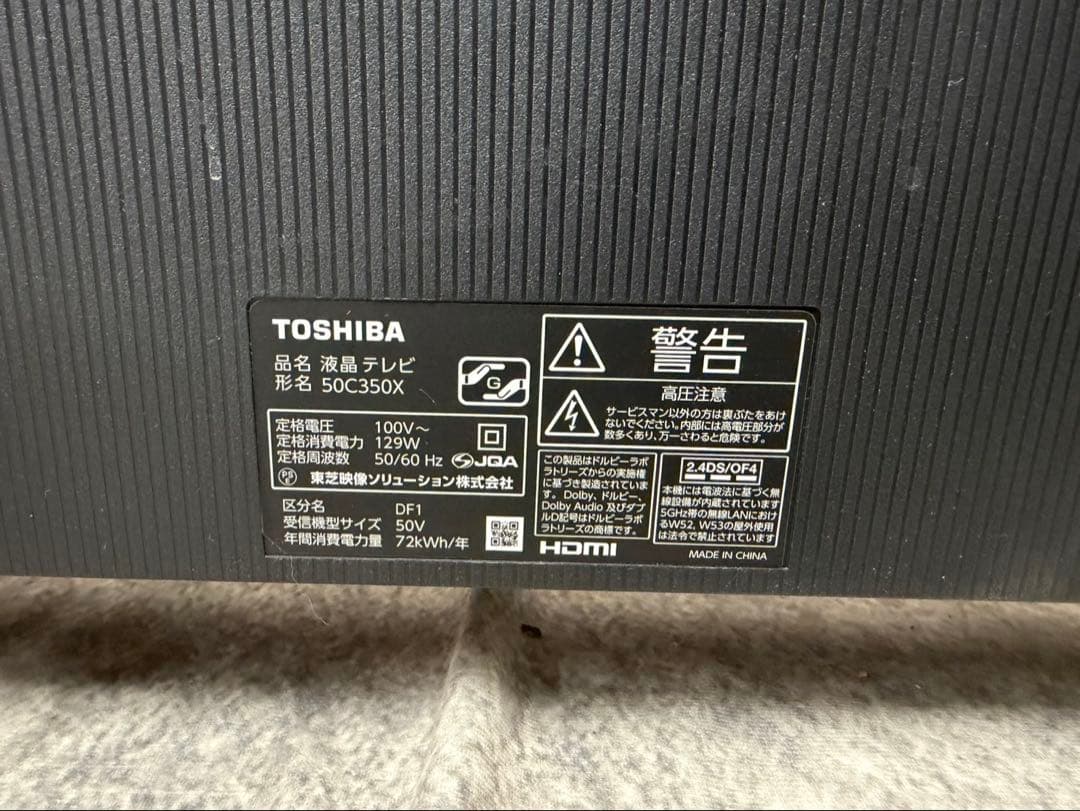 TOSHIBA
品名 液晶テレビ
形名 50C350X
G
定格電圧 100V～
定格消費電力 129W
定格周波数 50/60 Hz
JQA
PS
E
東芝映像ソリューション株式会社
区分名 DF1
受信機型サイズ 50V
年間消費電力量 72kWh/年
警告
高圧注意
サービスマン以外の方は裏ぶたをあけ
ないでください。内部には高電圧部分が
数多くあり、万一さわると危険です。
この製品はドルビーラボ
ラトリーズからの実施権
に基づき製造されていま
す。Dolby、ドルビー、
Dolby Audio 及びダブ
ルD記号はドルビーラボ
ラトリーズの商標です。
HDMI
2.4DS/OF4
本機には電波法に基づく無
線設備が内蔵されています
5GHz帯の無線LANにおけ
るW52、W53の屋外使用
は法令で禁止されています
MADE IN CHINA